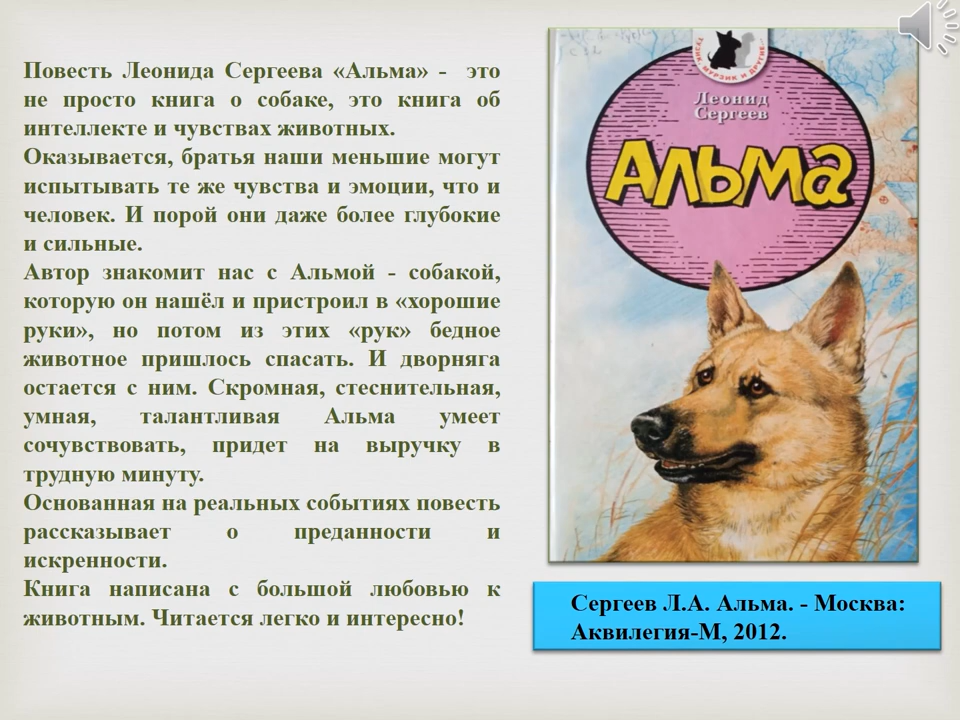 Повесть Леонида Сергеева «Альма» - это
не просто книга о собаке, это книга об
интеллекте и чувствах животных.
Оказывается, братья наши меньшие могут
испытывать те же чувства и эмоции, что и
человек. И порой они даже более глубокие
и сильные.
Автор знакомит нас с Альмой - собакой,
которую он нашёл и пристроил в «хорошие
руки», но потом из этих «рук» бедное
животное пришлось спасать. И дворняга
остается с ним. Скромная, стеснительная,
умная, талантливая Альма умеет
сочувствовать, придет на выручку в
трудную минуту.
Основанная на реальных событиях повесть
рассказывает о преданности и
искренности.
Книга написана с большой любовью к
животным. Читается легко и интересно!
ТУЗИК, МУРЗИК И ДРУГИЕ...
Леонид
Сергеев
АЛЬМА
Сергеев Л.А. Альма. - Москва:
Аквилегия-М, 2012.